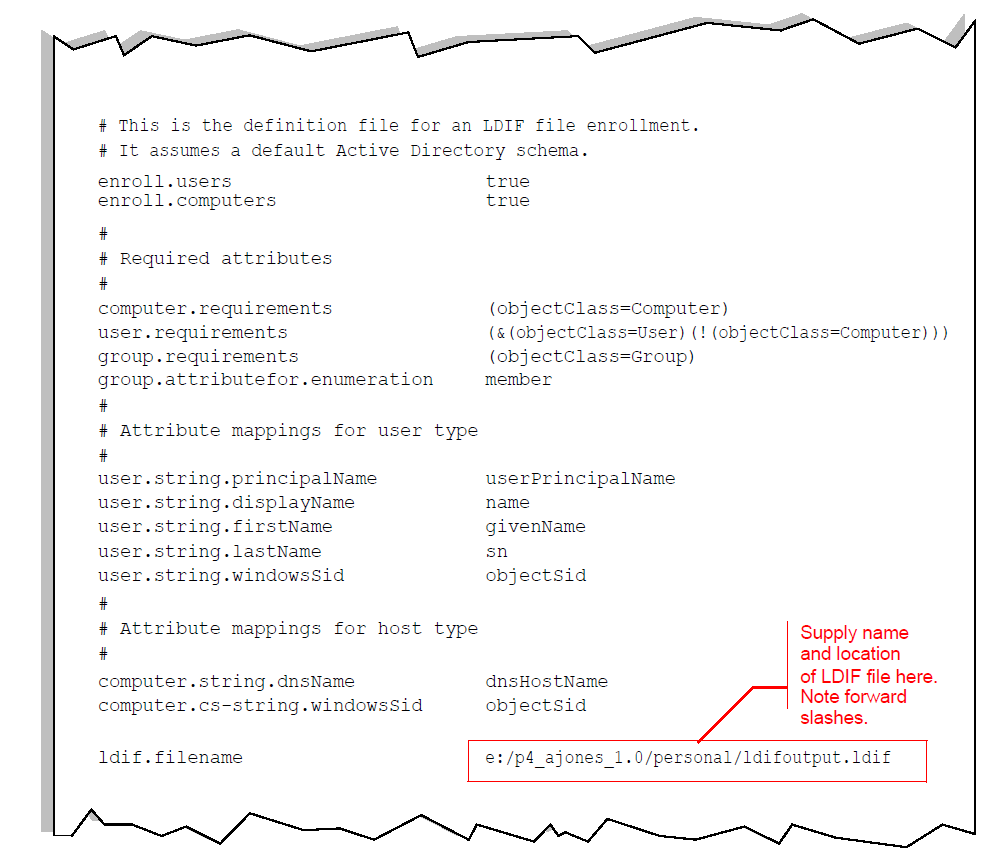 # This is the definition file for an LDIF file enrollment.
# It assumes a default Active Directory schema.
enroll.users true
enroll.computers true
#
# Required attributes
#
computer.requirements (objectClass=Computer)
user.requirements (&(objectClass=User)(!(objectClass=Computer)))
group.requirements (objectClass=Group)
group.attributefor.enumeration member
#
# Attribute mappings for user type
#
user.string.principalName userPrincipalName
user.string.displayName name
user.string.firstName givenName
user.string.lastName sn
user.string.windowsSid objectSid
#
# Attribute mappings for host type
#
computer.string.dnsName dnsHostName
computer.cs-string.windowsSid objectSid
Supply name
and location
of LDIF file here.
Note forward
slashes.
ldif.filename e:/p4_ajones_1.0/personal/ldifoutput.ldif